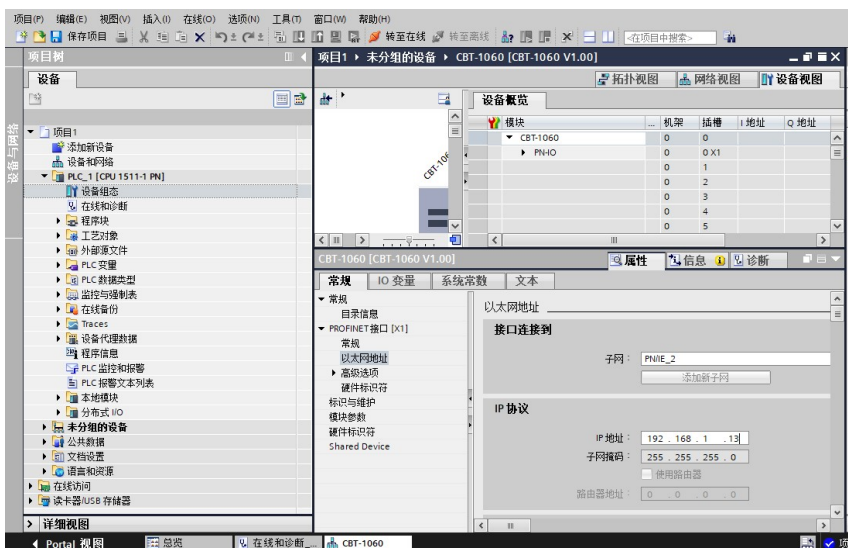 项目(P) 编辑(E) 视图(V) 插入(I) 在线(O) 选项(N) 工具(T) 窗口(W) 帮助(H)
保存项目 转至在线 转至离线 <在项目中搜索>
项目树
项目1 ▸ 未分组的设备 ▸ CBT-1060 [CBT-1060 V1.00]
设备
拓扑视图 网络视图 设备视图
设备概览
模块 ... 机架 插槽 I 地址 Q 地址
CBT-1060 0 0
PN-IO 0 0 X1
0 1
0 2
0 3
0 4
0 5
CBT-1060
设备与网络
项目1
添加新设备
设备和网络
PLC_1 [CPU 1511-1 PN]
设备组态
在线和诊断
程序块
工艺对象
外部源文件
PLC 变量
PLC 数据类型
监控与强制表
在线备份
Traces
设备代理数据
程序信息
PLC 监控和报警
PLC 报警文本列表
本地模块
分布式 I/O
未分组的设备
公共数据
文档设置
语言和资源
在线访问
读卡器/USB 存储器
详细视图
CBT-1060 [CBT-1060 V1.00]
属性 信息 诊断
常规 IO 变量 系统常数 文本
常规
目录信息
PROFINET接口 [X1]
常规
以太网地址
高级选项
硬件标识符
标识与维护
模块参数
硬件标识符
Shared Device
以太网地址
接口连接到
子网: PN/IE_2
添加新子网
IP 协议
IP 地址: 192 . 168 . 1 . 13
子网掩码: 255 . 255 . 255 . 0
使用路由器
路由器地址: 0 . 0 . 0 . 0
Portal 视图 总览 在线和诊断_... CBT-1060